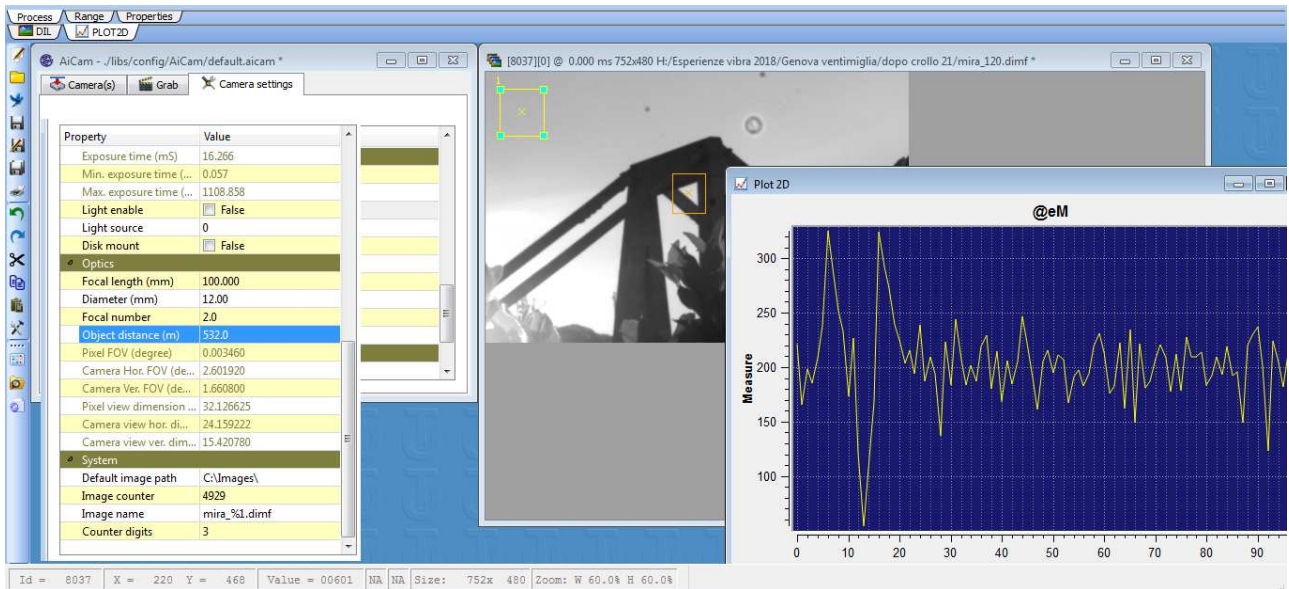 Process Range Properties
DIL PLOT2D
AiCam - ./libs/config/AiCam/default.aicam *
Camera(s) Grab Camera settings
Property Value
Exposure time (mS) 16.266
Min. exposure time (... 0.057
Max. exposure time (... 1108.858
Light enable False
Light source 0
Disk mount False
Optics
Focal length (mm) 100.000
Diameter (mm) 12.00
Focal number 2.0
Object distance (m) 532.0
Pixel FOV (degree) 0.003460
Camera Hor. FOV (de... 2.601920
Camera Ver. FOV (de... 1.660800
Pixel view dimension ... 32.126625
Camera view hor. di... 24.159222
Camera view ver. dim... 15.420780
System
Default image path C:\Images\
Image counter 4929
Image name mira_%1.dimf
Counter digits 3
[8037][0] @ 0.000 ms 752x480 H:/Esperienze vibra 2018/Genova ventimiglia/dopo crollo 21/mira_120.dimf *
1
Plot 2D
@eM
Measure
300
250
200
150
100
0 10 20 30 40 50 60 70 80 90
Id = 8037 X = 220 Y = 468 Value = 00601 NA NA Size: 752x 480 Zoom: W 60.0% H 60.0%